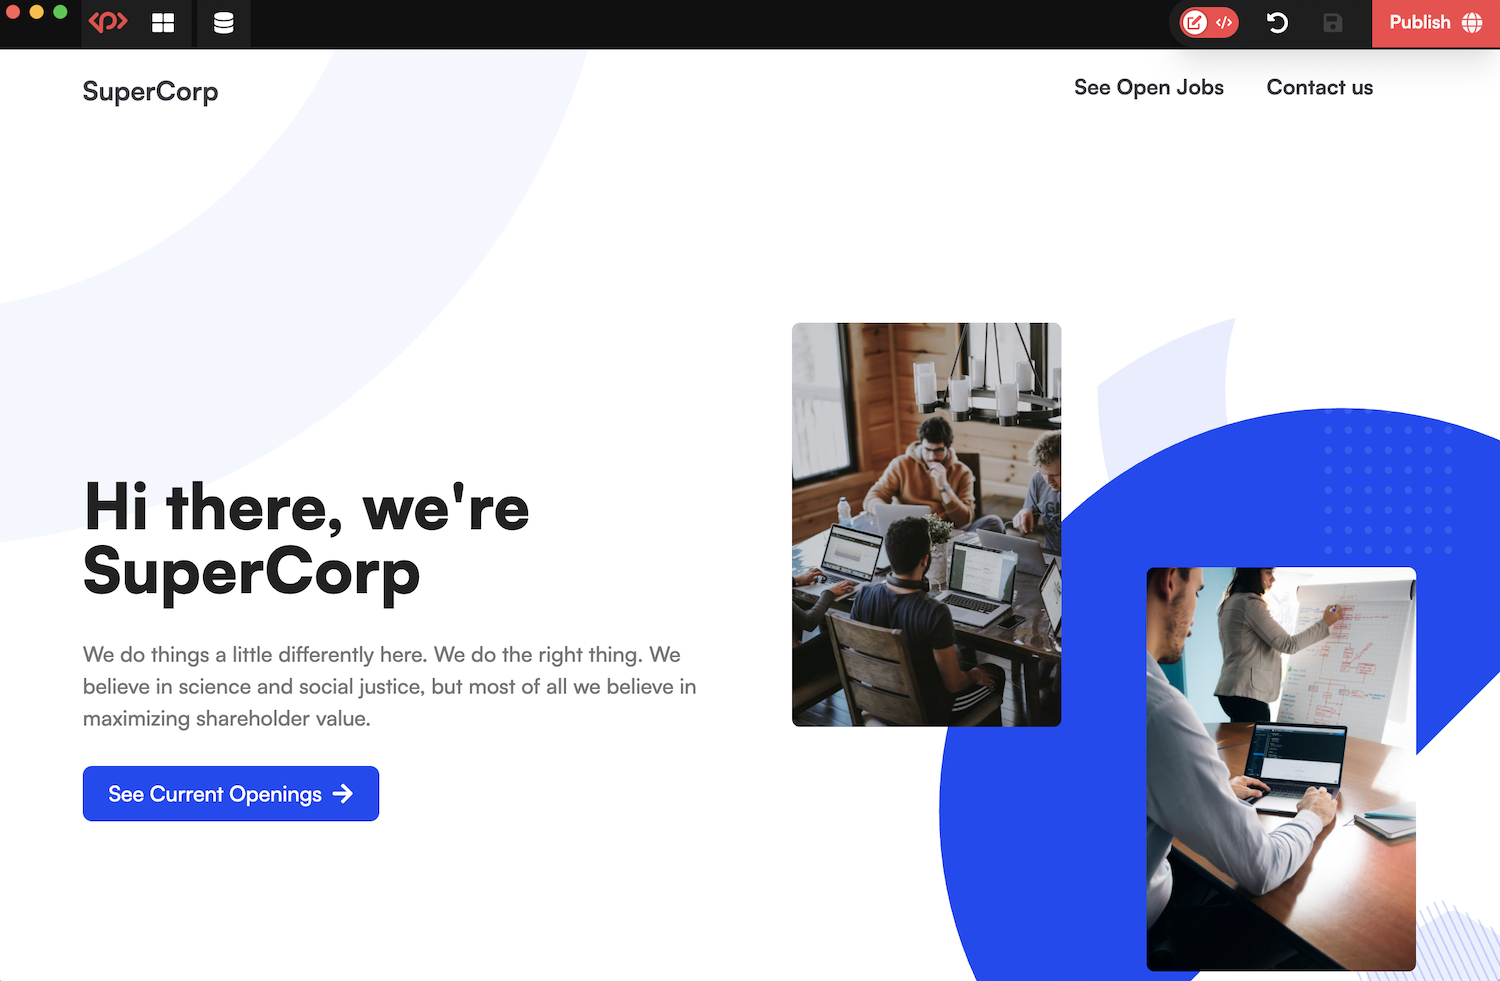 </>
Publish
SuperCorp
See Open Jobs
Contact us
Hi there, we're
SuperCorp
We do things a little differently here. We do the right thing. We
believe in science and social justice, but most of all we believe in
maximizing shareholder value.
See Current Openings